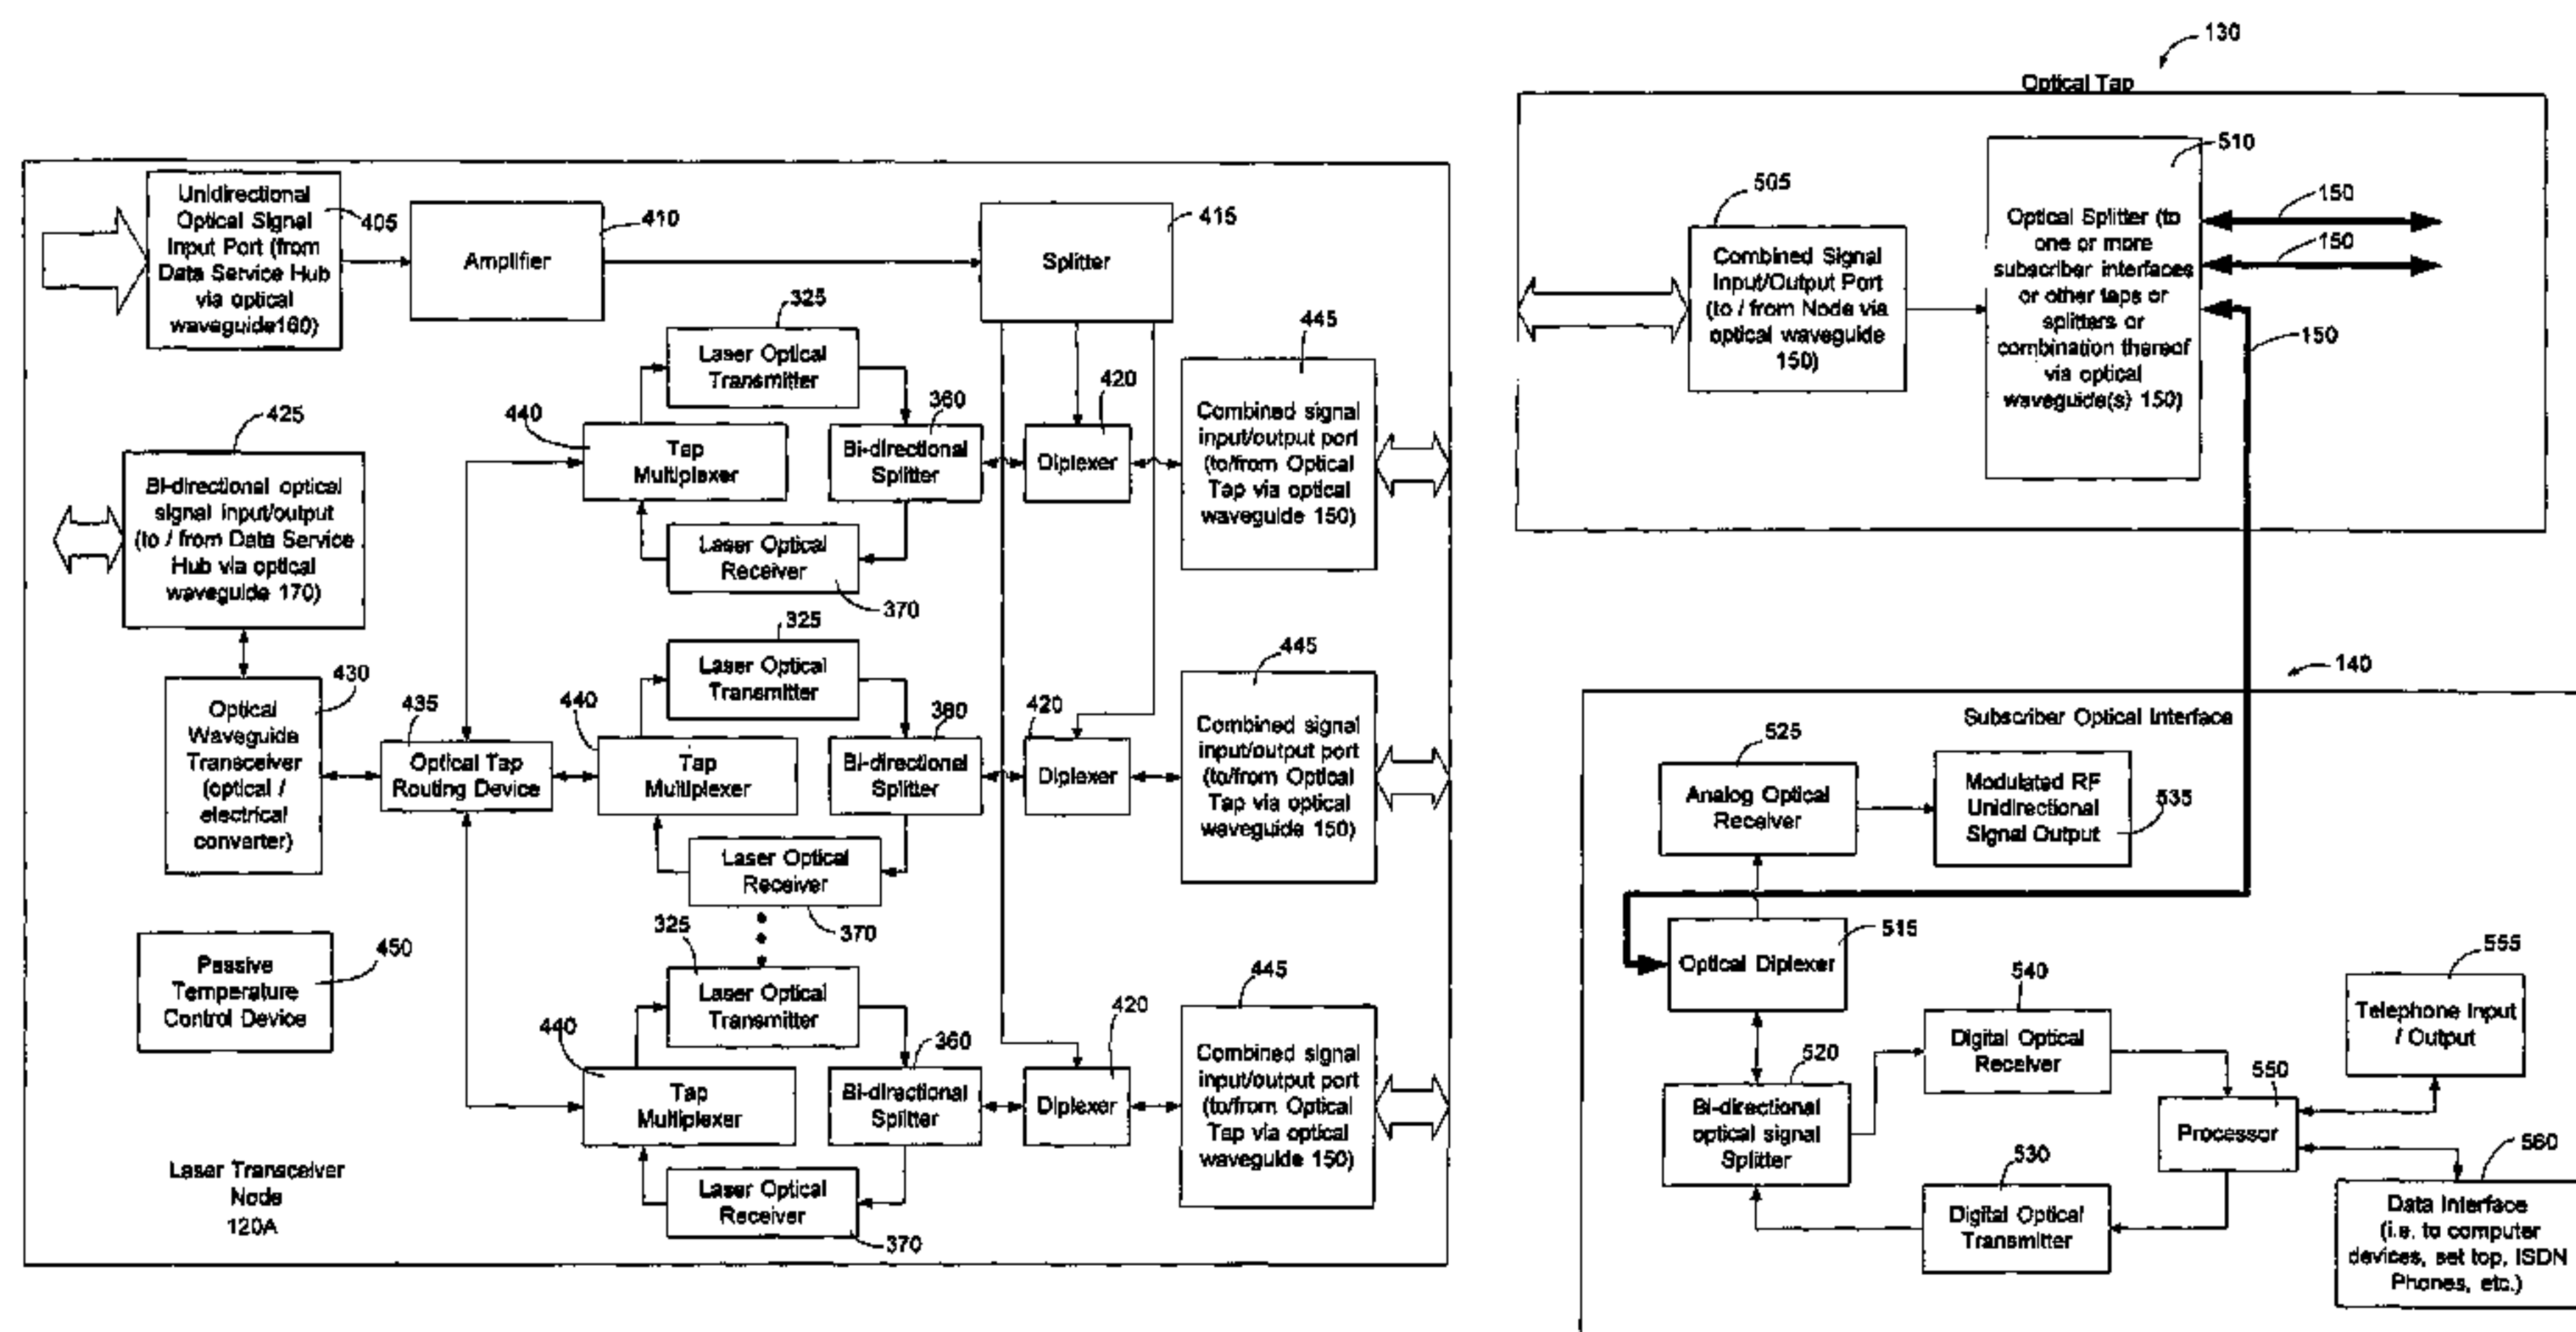 Unidirectional
Optical Signal
Input Port (from
Data Service Hub
via optical
waveguide160)
405
Amplifier
410
Splitter
415
325
Laser Optical
Transmitter
440
Tap
Multiplexer
360
Bi-directional
Splitter
420
Diplexer
445
Combined signal
input/output port
(to/from Optical
Tap via optical
waveguide 150)
Laser Optical
Receiver
370
425
Bi-directional optical
signal input/output
(to / from Data Service
Hub via optical
waveguide 170)
430
Optical
Waveguide
Transceiver
(optical /
electrical
converter)
435
Optical Tap
Routing Device
325
Laser Optical
Transmitter
440
Tap
Multiplexer
360
Bi-directional
Splitter
420
Diplexer
445
Combined signal
input/output port
(to/from Optical
Tap via optical
waveguide 150)
Laser Optical
Receiver
370
450
Passive
Temperature
Control Device
325
Laser Optical
Transmitter
440
Tap
Multiplexer
360
Bi-directional
Splitter
420
Diplexer
445
Combined signal
input/output port
(to/from Optical
Tap via optical
waveguide 150)
Laser Optical
Receiver
370
Laser Transceiver
Node
120A
130
Optical Tap
505
Combined Signal
Input/Output Port
(to / from Node via
optical waveguide
150)
510
Optical Splitter (to
one or more
subscriber interfaces
or other taps or
splitters or
combination thereof
via optical
waveguide(s) 150)
150
150
150
140
Subscriber Optical Interface
525
Analog Optical
Receiver
Modulated RF
Unidirectional
Signal Output
535
Optical Diplexer
515
520
Bi-directional
optical signal
Splitter
540
Digital Optical
Receiver
530
Digital Optical
Transmitter
550
Processor
555
Telephone Input
/ Output
560
Data Interface
(i.e. to computer
devices, set top, ISDN
Phones, etc.)